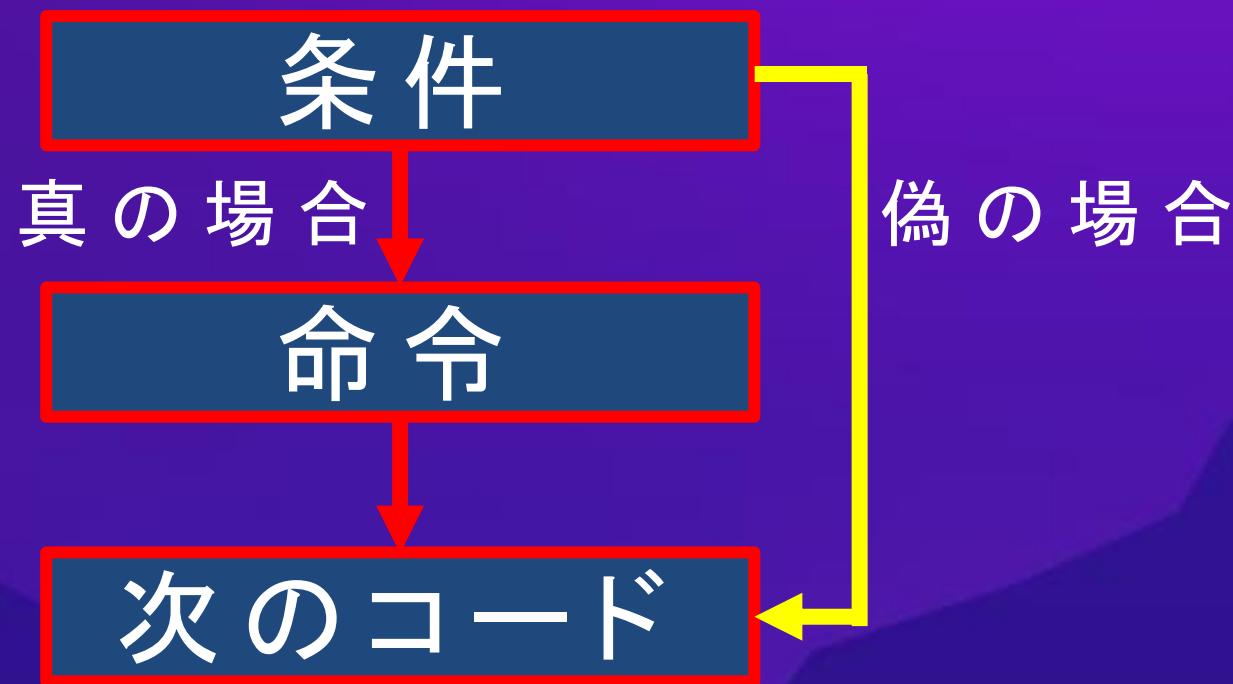 条件
真の場合
偽の場合
命令
次のコード